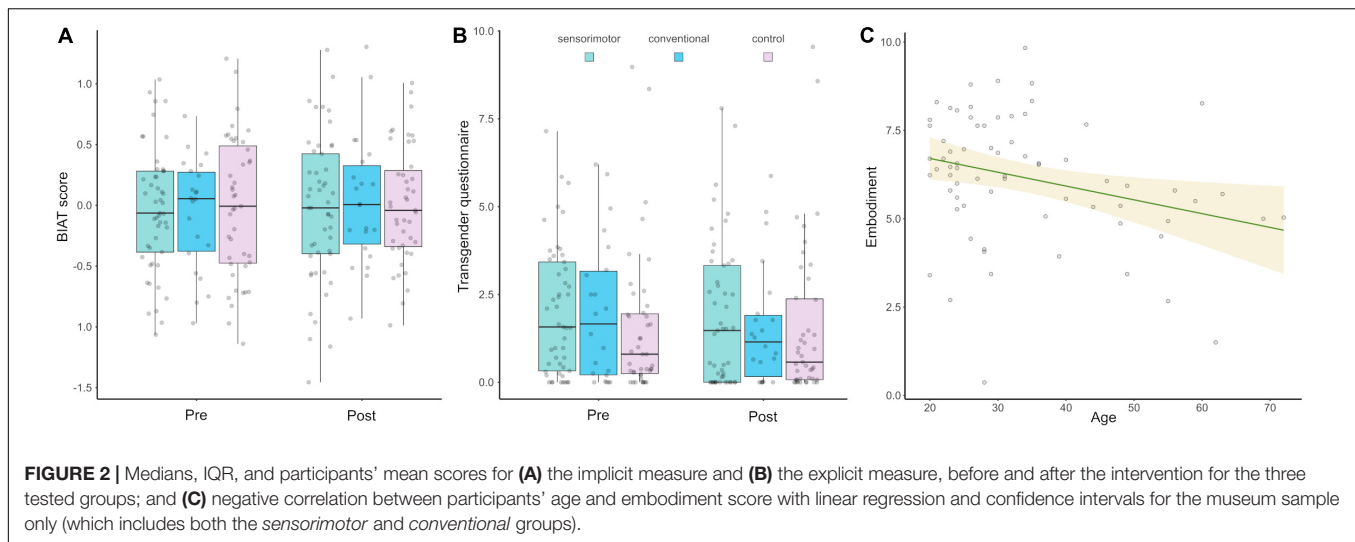 A
BIAT score
1.0
0.5
0.0
-0.5
1.0
-1.5
Pre
Post
B
sensorimotor conventional control
Transgender questionnaire
10.0
7.5
5.0
2.5
0.0
Pre
Post
C
Embodiment
10.0
7.5
5.0
2.5
0.0
20 30 40 50 60 70
Age
FIGURE 2 | Medians, IQR, and participants' mean scores for (A) the implicit measure and (B) the explicit measure, before and after the intervention for the three
tested groups; and (C) negative correlation between participants' age and embodiment score with linear regression and confidence intervals for the museum sample
only (which includes both the sensorimotor and conventional groups).